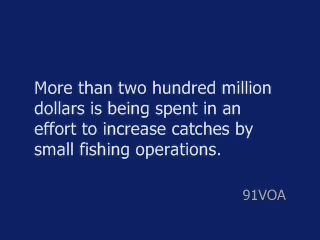 More than two hundred million
dollars is being spent in an
effort to increase catches by
small fishing operations.
91VOA